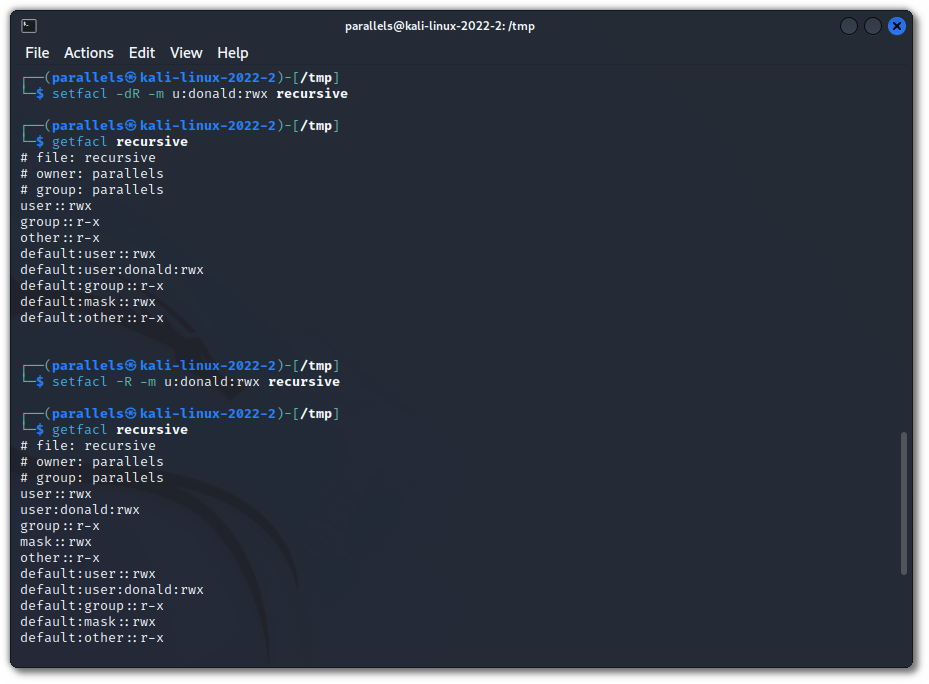 parallels@kali-linux-2022-2: /tmp
File Actions Edit View Help
┌──(parallels㉿kali-linux-2022-2)-[/tmp]
└─$ setfacl -dR -m u:donald:rwx recursive
┌──(parallels㉿kali-linux-2022-2)-[/tmp]
└─$ getfacl recursive
# file: recursive
# owner: parallels
# group: parallels
user::rwx
group::r-x
other::r-x
default:user::rwx
default:user:donald:rwx
default:group::r-x
default:mask::rwx
default:other::r-x
┌──(parallels㉿kali-linux-2022-2)-[/tmp]
└─$ setfacl -R -m u:donald:rwx recursive
┌──(parallels㉿kali-linux-2022-2)-[/tmp]
└─$ getfacl recursive
# file: recursive
# owner: parallels
# group: parallels
user::rwx
user:donald:rwx
group::r-x
mask::rwx
other::r-x
default:user::rwx
default:user:donald:rwx
default:group::r-x
default:mask::rwx
default:other::r-x